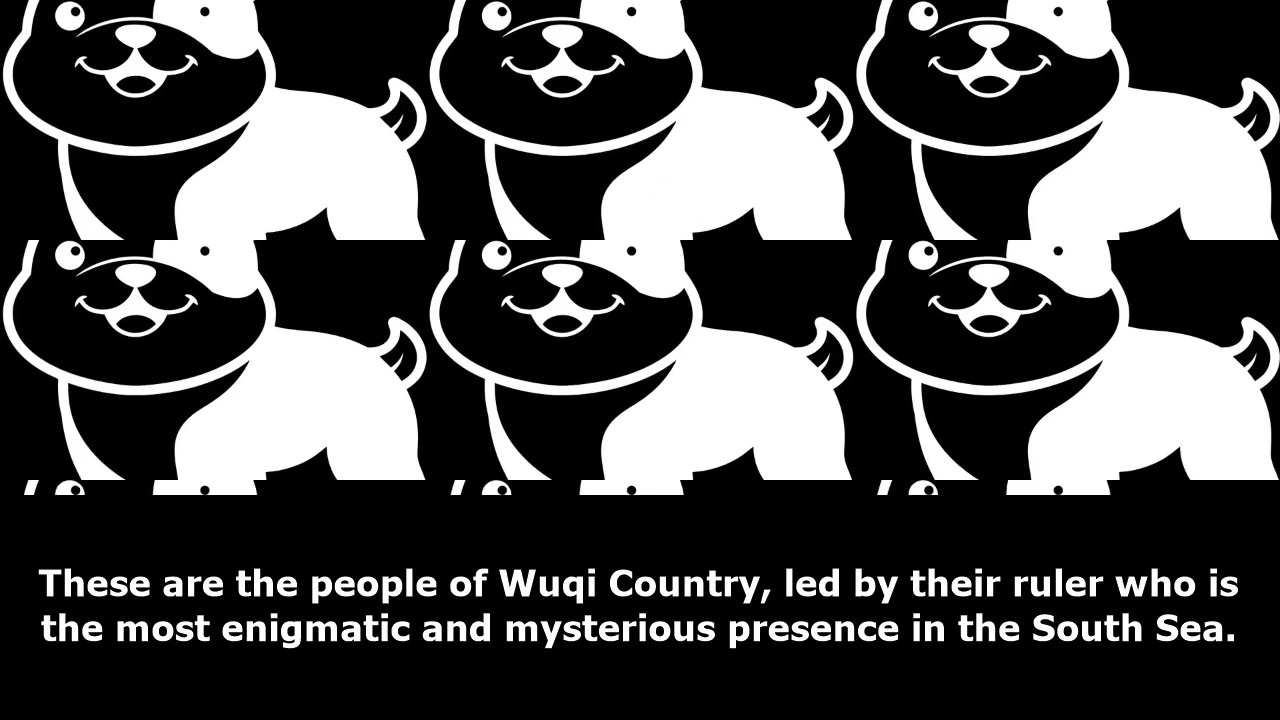 These are the people of Wuqi Country, led by their ruler who is
the most enigmatic and mysterious presence in the South Sea.